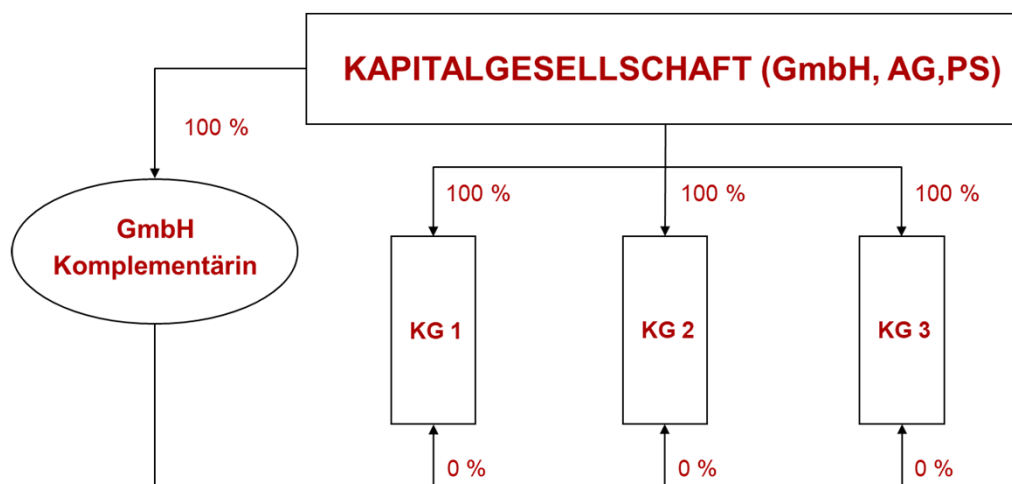 KAPITALGESELLSCHAFT (GmbH, AG,PS)
100 %
100 %
100 %
100 %
GmbH
Komplementärin
KG 1
KG 2
KG 3
0 %
0 %
0 %